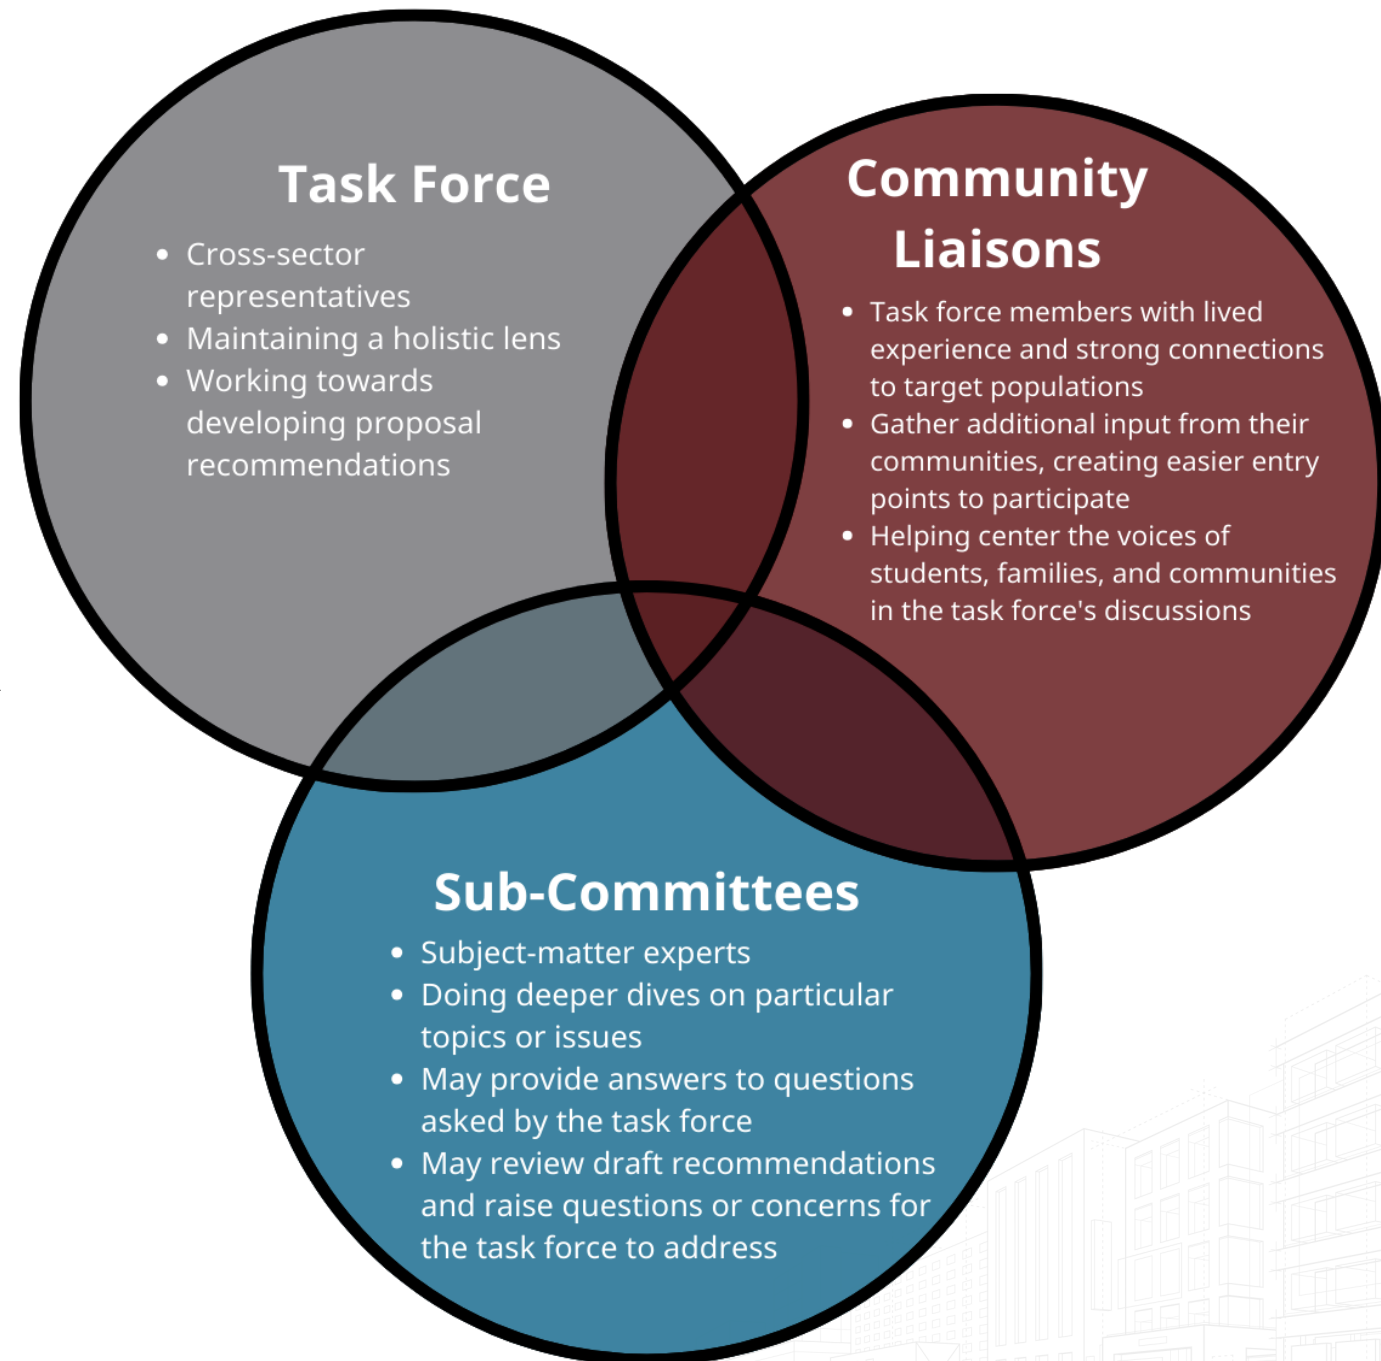 Task Force
• Cross-sector
representatives
• Maintaining a holistic lens
• Working towards
developing proposal
recommendations
Community
Liaisons
• Task force members with lived
experience and strong connections
to target populations
• Gather additional input from their
communities, creating easier entry
points to participate
• Helping center the voices of
students, families, and communities
in the task force's discussions
Sub-Committees
• Subject-matter experts
• Doing deeper dives on particular
topics or issues
• May provide answers to questions
asked by the task force
• May review draft recommendations
and raise questions or concerns for
the task force to address